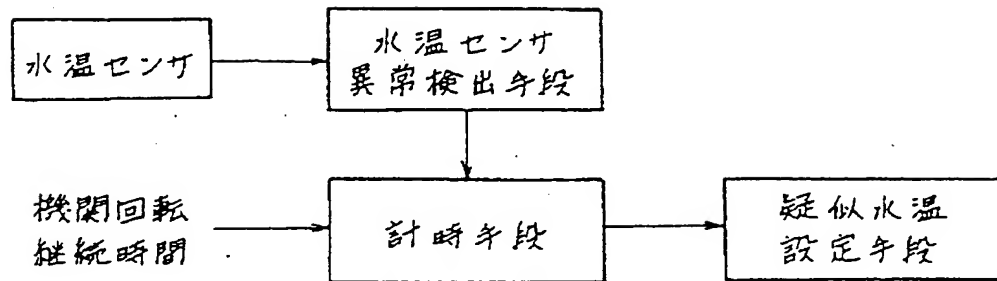 水温センサ
水温センサ
異常検出手段
機関回転
継続時間
計時手段
疑似水温
設定手段